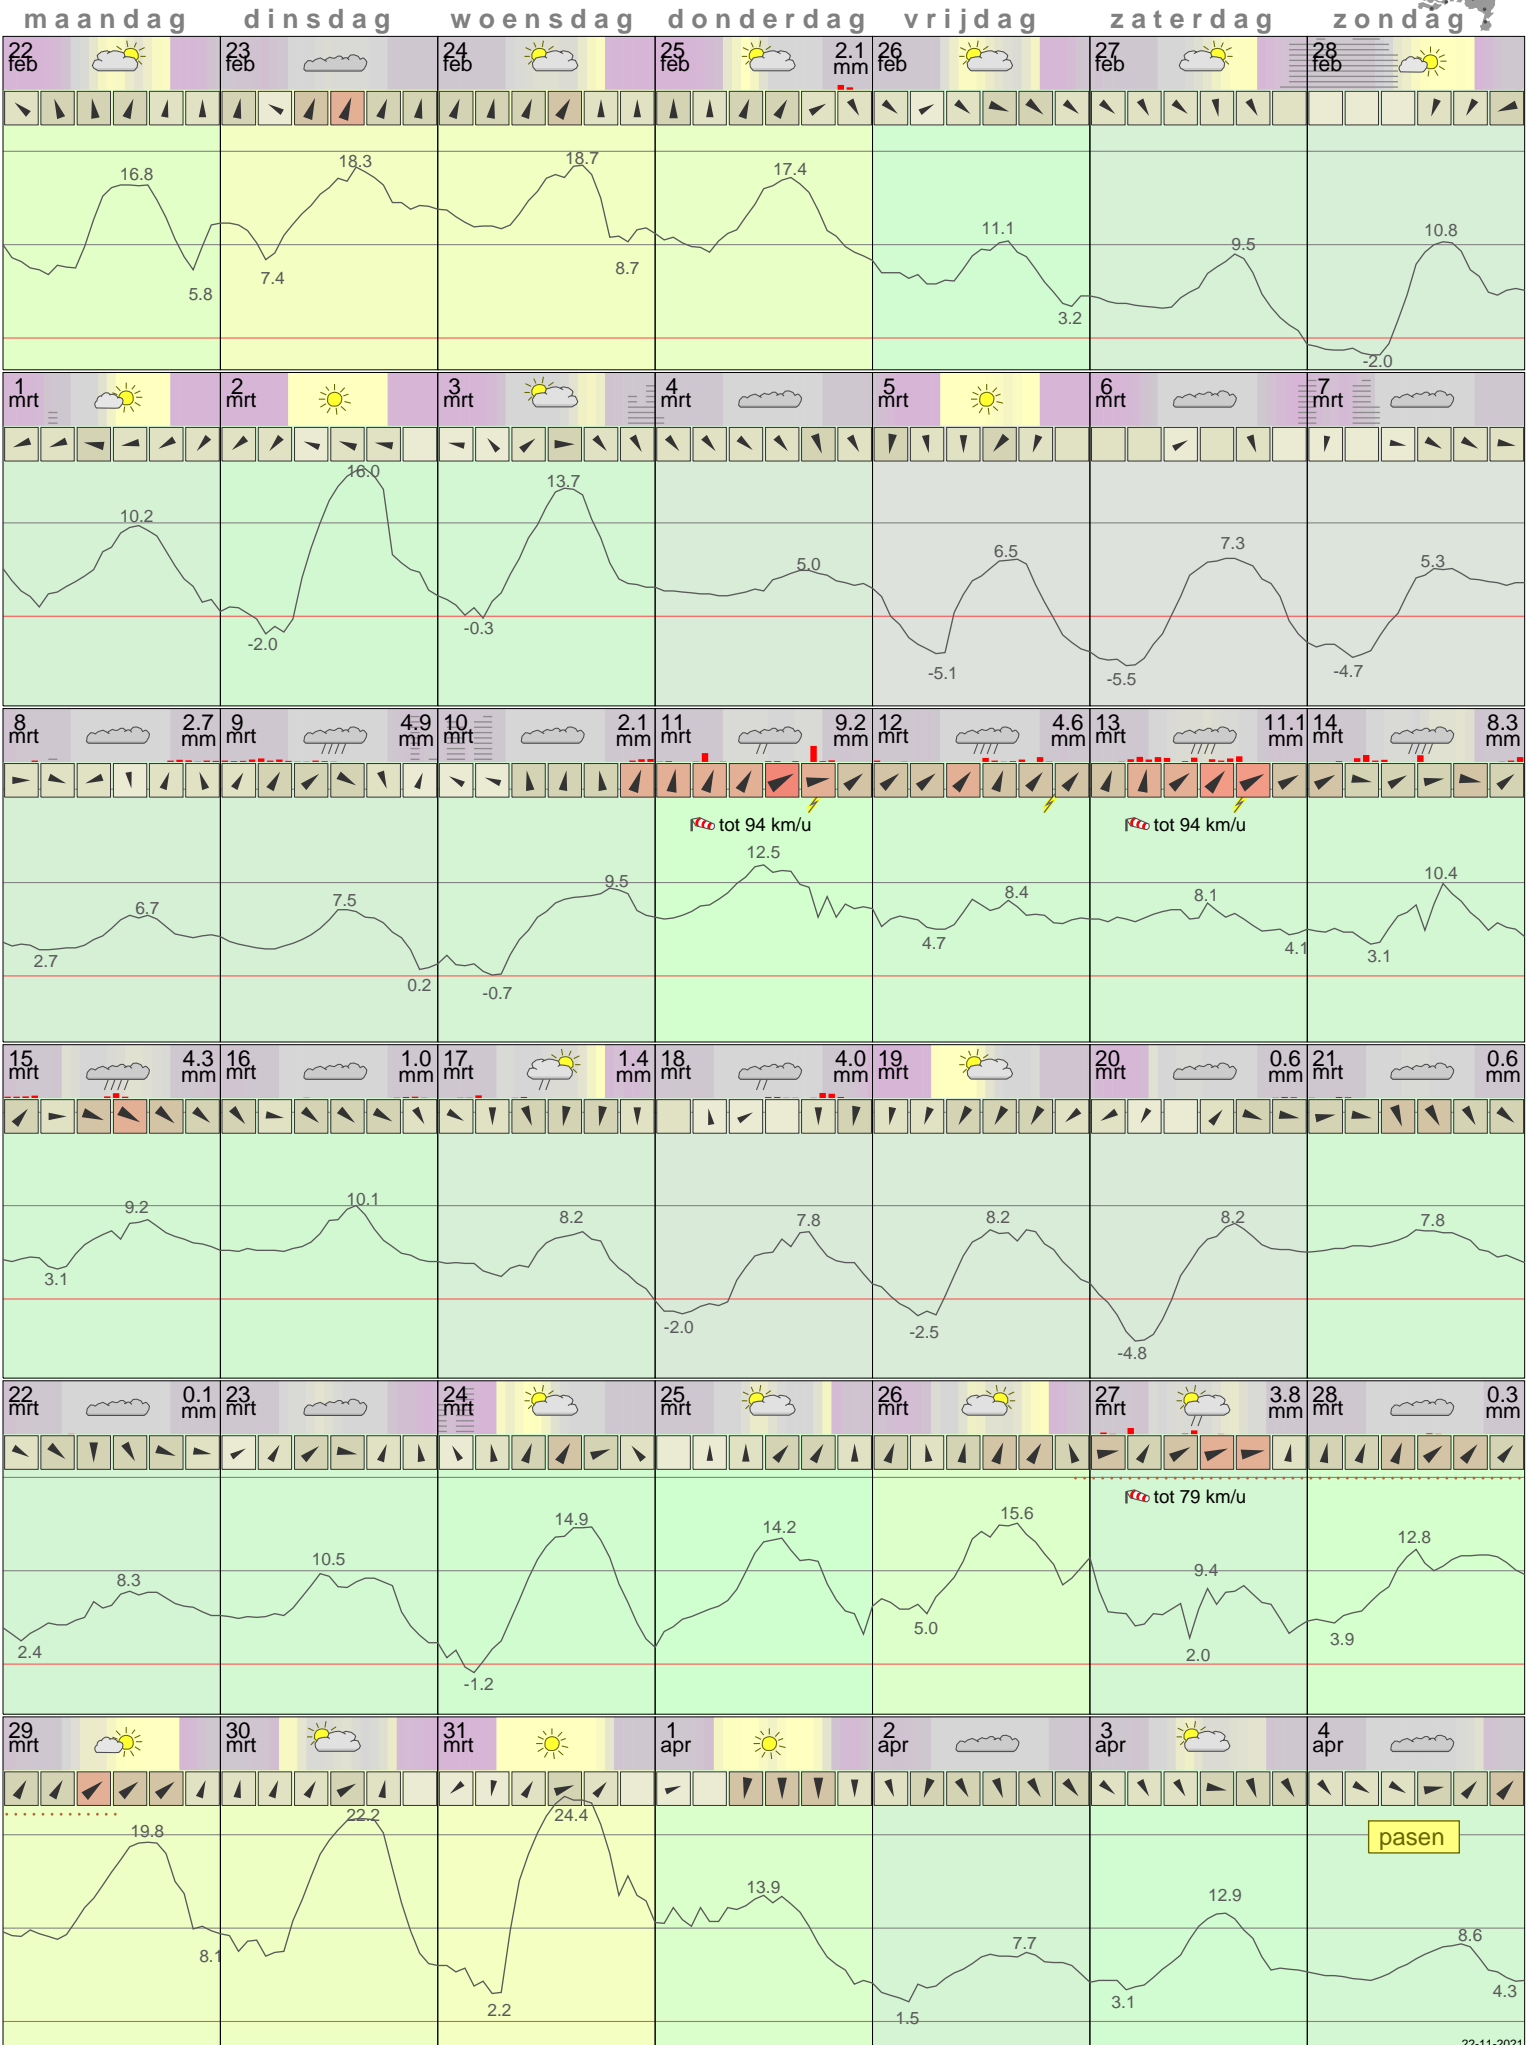 maandag dinsdag woensdag donderdag vrijdag zaterdag zondag
22 23 24 25 2.1 26 27 28
feb feb feb feb mm feb feb feb
16.8 18.3 18.7 17.4 11.1 9.5 10.8
5.8 7.4 8.7 3.2 -2.0
1 2 3 4 5 6 7
mrt mrt mrt mrt mrt mrt mrt
10.2 16.0 13.7 5.0 6.5 7.3 5.3
-2.0 -0.3 -5.1 -5.5 -4.7
8 2.7 9 4.9 10 2.1 11 9.2 12 4.6 13 11.1 14 8.3
mrt mm mrt mm mrt mm mrt mm mrt mm mrt mm mrt mm
tot 94 km/u tot 94 km/u
6.7 7.5 9.5 12.5 8.4 8.1 10.4
2.7 0.2 -0.7 4.7 4.1 3.1
15 4.3 16 1.0 17 1.4 18 4.0 19 20 0.6 21 0.6
mrt mm mrt mm mrt mm mrt mm mrt mrt mm mrt mm
9.2 10.1 8.2 7.8 8.2 8.2 7.8
3.1 -2.0 -2.5 -4.8
22 0.1 23 24 25 26 27 3.8 28 0.3
mrt mm mrt mrt mrt mrt mrt mm mrt mm
tot 79 km/u
8.3 10.5 14.9 14.2 15.6 9.4 12.8
2.4 -1.2 5.0 2.0 3.9
29 30 31 1 2 3 4
mrt mrt mrt apr apr apr apr
pasen
19.8 22.2 24.4 13.9 7.7 12.9 8.6
8.1 2.2 1.5 3.1 4.3
22-11-2021